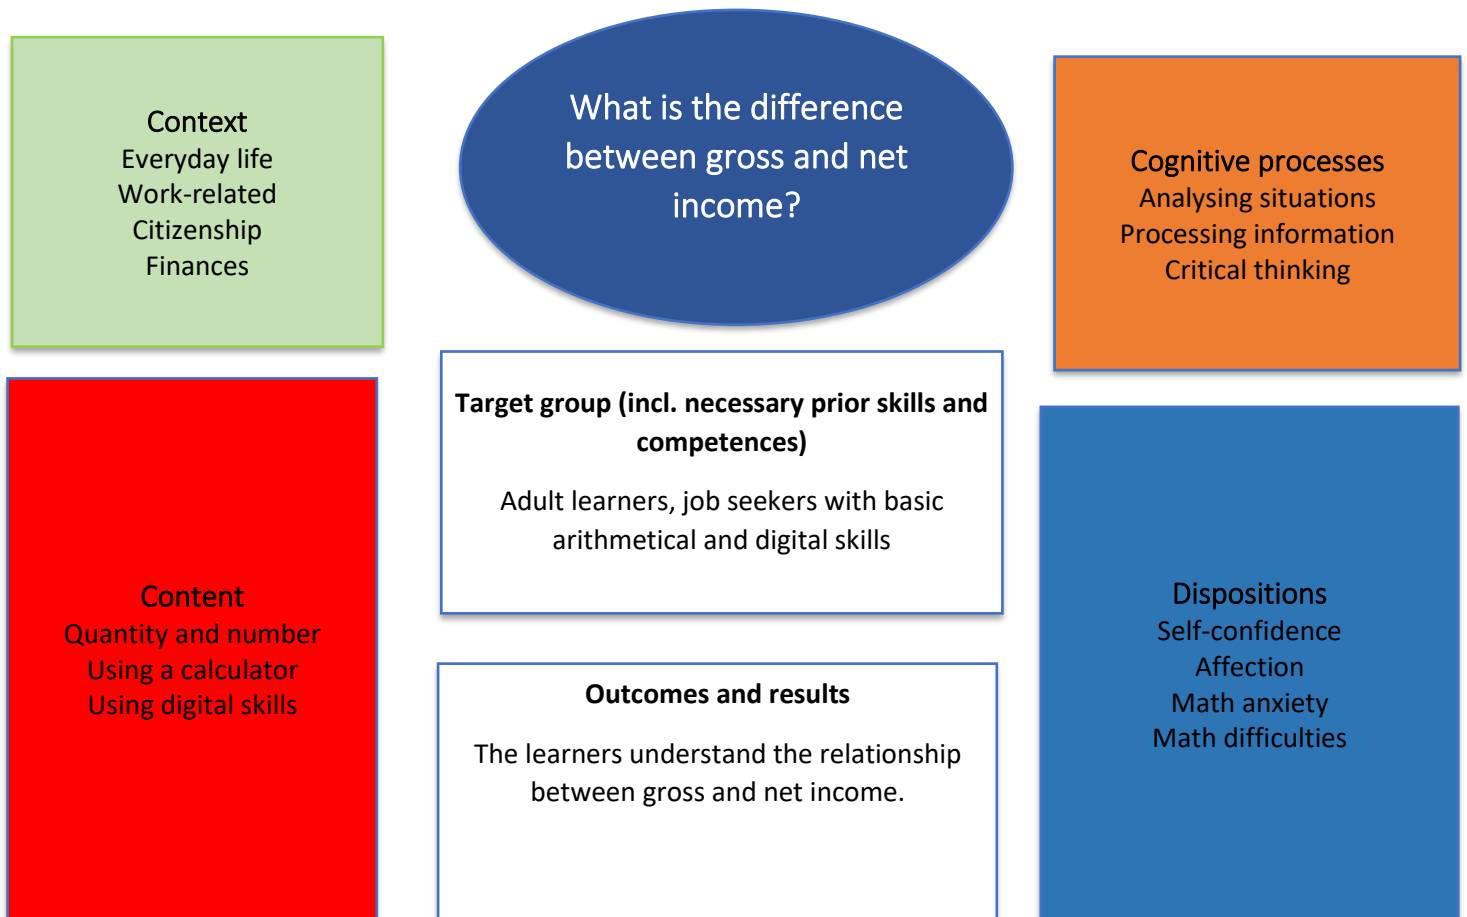 Context
Everyday life
Work-related
Citizenship
Finances
What is the difference
between gross and net
income?
Cognitive processes
Analysing situations
Processing information
Critical thinking
Target group (incl. necessary prior skills and
competences)
Adult learners, job seekers with basic
arithmetical and digital skills
Content
Quantity and number
Using a calculator
Using digital skills
Outcomes and results
The learners understand the relationship
between gross and net income.
Dispositions
Self-confidence
Affection
Math anxiety
Math difficulties